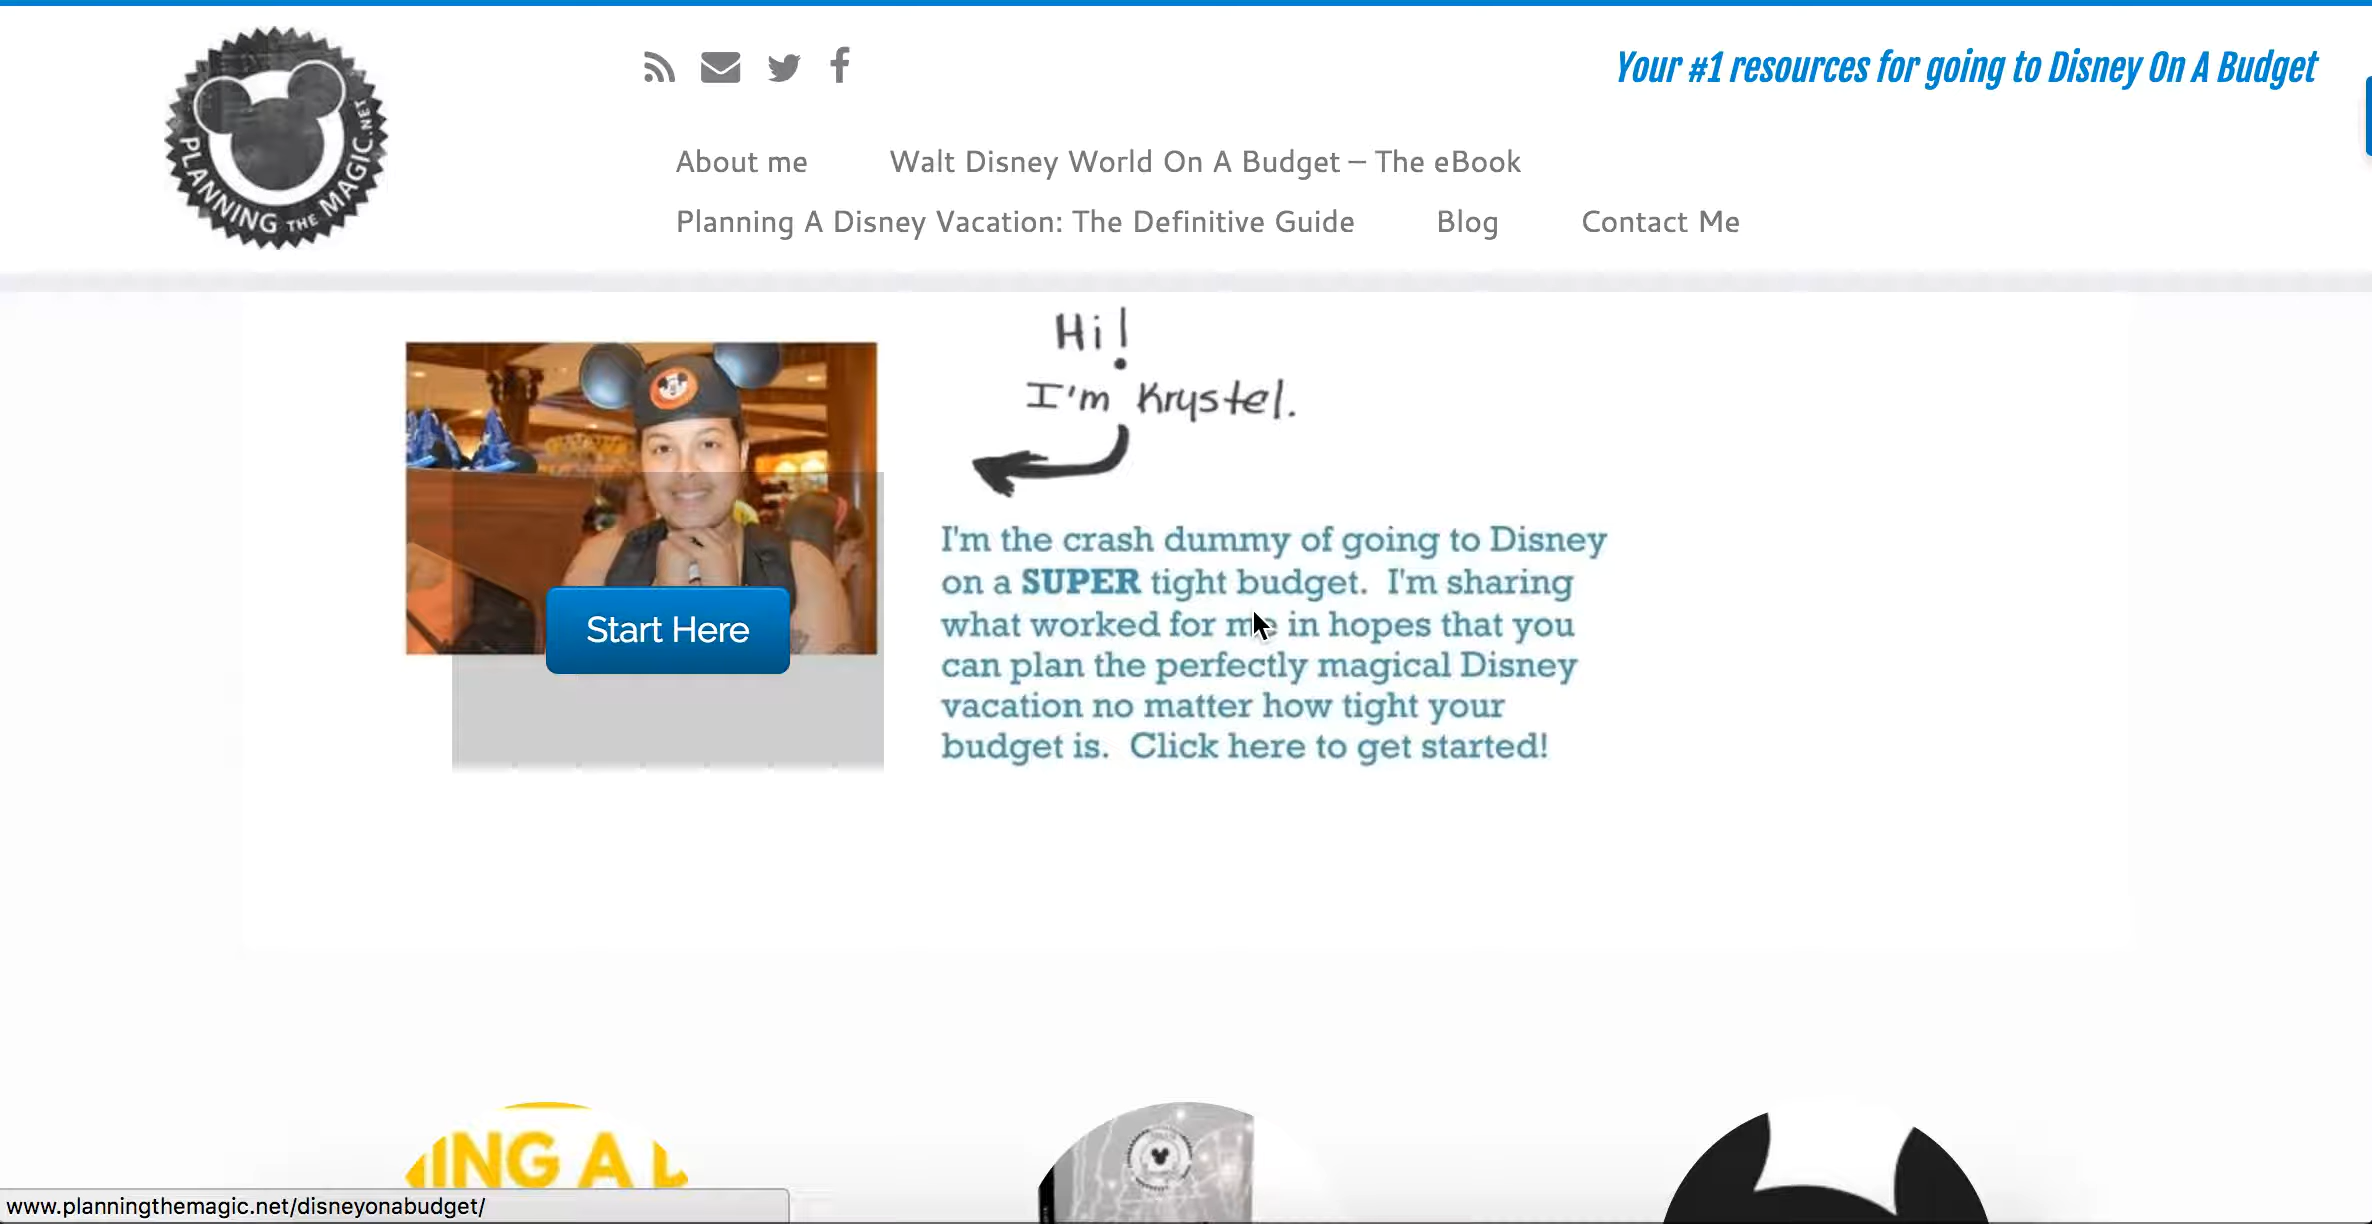 PLANNING THE MAGIC.NET
Your #1 resources for going to Disney On A Budget
About me
Walt Disney World On A Budget – The eBook
Planning A Disney Vacation: The Definitive Guide
Blog
Contact Me
Hi!
I'm Krystel.
Start Here
I'm the crash dummy of going to Disney
on a SUPER tight budget. I'm sharing
what worked for me in hopes that you
can plan the perfectly magical Disney
vacation no matter how tight your
budget is. Click here to get started!
ING A
www.planningthemagic.net/disneyonabudget/